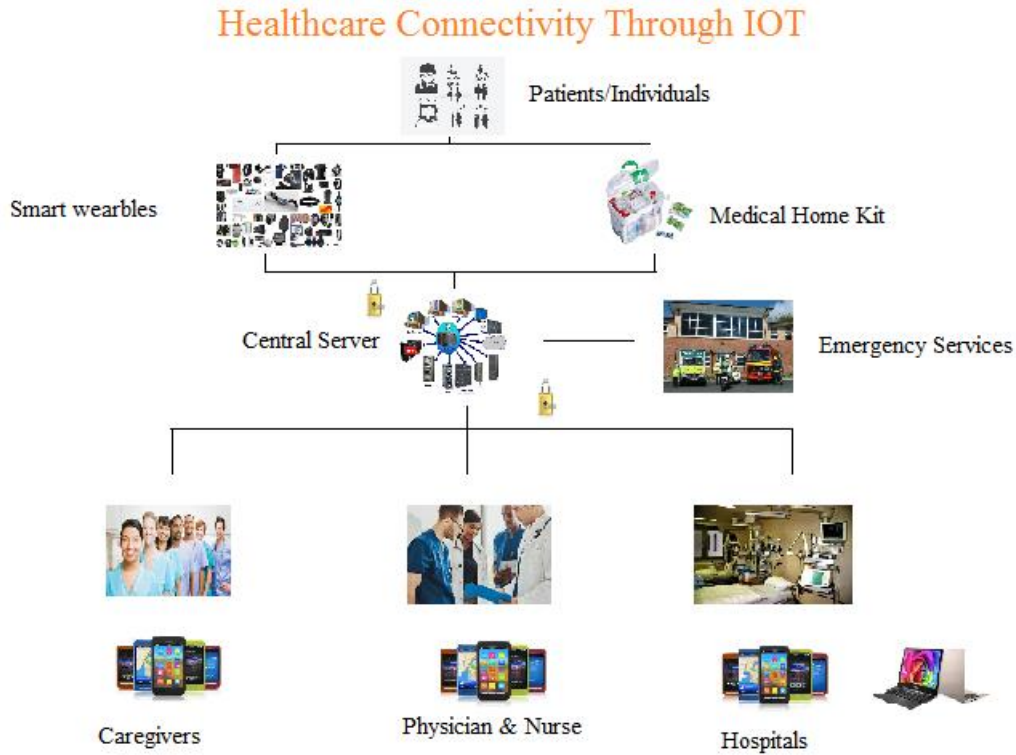 Healthcare Connectivity Through IOT
Patients/Individuals
Smart wearbles
Medical Home Kit
Central Server
Emergency Services
Caregivers
Physician & Nurse
Hospitals